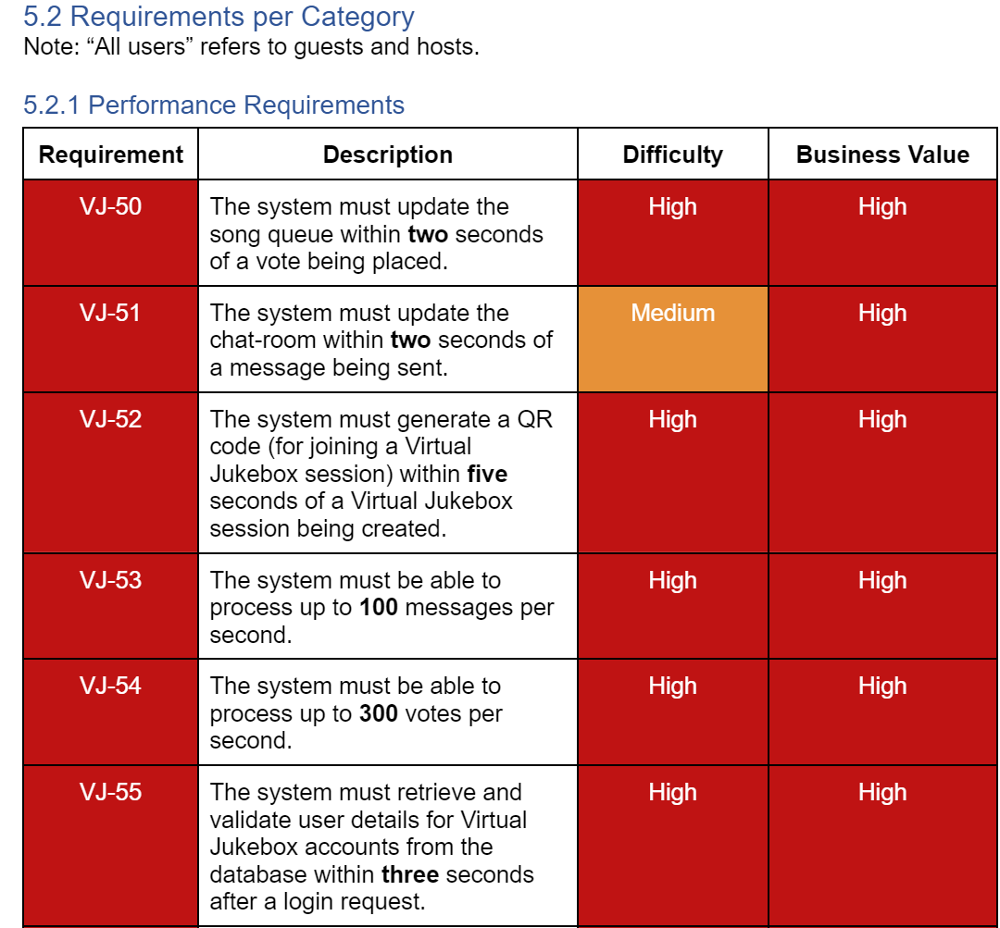 5.2 Requirements per Category
Note: “All users” refers to guests and hosts.
5.2.1 Performance Requirements
Requirement Description Difficulty Business Value
VJ-50 The system must update the High High
song queue within two seconds
of a vote being placed.
VJ-51 The system must update the Medium High
chat-room within two seconds of
a message being sent.
VJ-52 The system must generate a QR High High
code (for joining a Virtual
Jukebox session) within five
seconds of a Virtual Jukebox
session being created.
VJ-53 The system must be able to High High
process up to 100 messages per
second.
VJ-54 The system must be able to High High
process up to 300 votes per
second.
VJ-55 The system must retrieve and High High
validate user details for Virtual
Jukebox accounts from the
database within three seconds
after a login request.